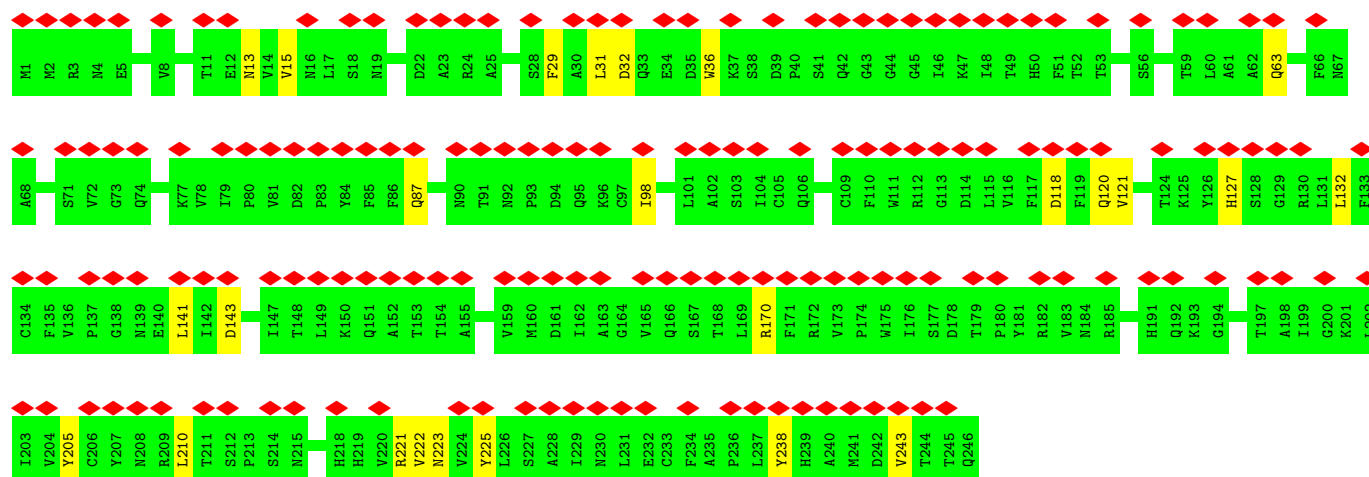 M1 M2 R3 N4 E5 V8 T11 E12 N13 V14 V15 N16 L17 S18 N19 D22 A23 R24 A25 S28 F29 A30 L31 D32 Q33 E34 D35 W36 K37 S38 D39 P40 S41 Q42 G43 G44 G45 I46 K47 I48 T49 H50 F51 T52 T53 S56 T59 L60 A61 A62 Q63 F66 N67
A68 S71 V72 G73 Q74 K77 V78 I79 P80 V81 D82 P83 Y84 F85 F86 Q87 N90 T91 N92 P93 D94 Q95 K96 C97 I98 L101 A102 S103 I104 C105 Q106 C109 F110 W111 R112 G113 D114 L115 V116 F117 D118 F119 Q120 V121 T124 K125 Y126 H127 S128 G129 R130 L131 L132 F133
C134 F135 V136 P137 G138 N139 E140 L141 I142 D143 I147 T148 L149 K150 Q151 A152 T153 T154 A155 V159 M160 D161 I162 A163 G164 V165 Q166 S167 T168 L169 R170 F171 R172 V173 P174 W175 I176 S177 D178 T179 P180 Y181 R182 V183 N184 R185 H191 Q192 K193 G194 T197 A198 I199 G200 K201
I203 V204 Y205 C206 Y207 N208 R209 L210 T211 S212 P213 S214 N215 H218 H219 V220 R221 V222 N223 V224 Y225 L226 S227 A228 I229 N230 L231 E232 C233 F234 A235 P236 L237 Y238 H239 A240 M241 D242 V243 T244 T245 Q246